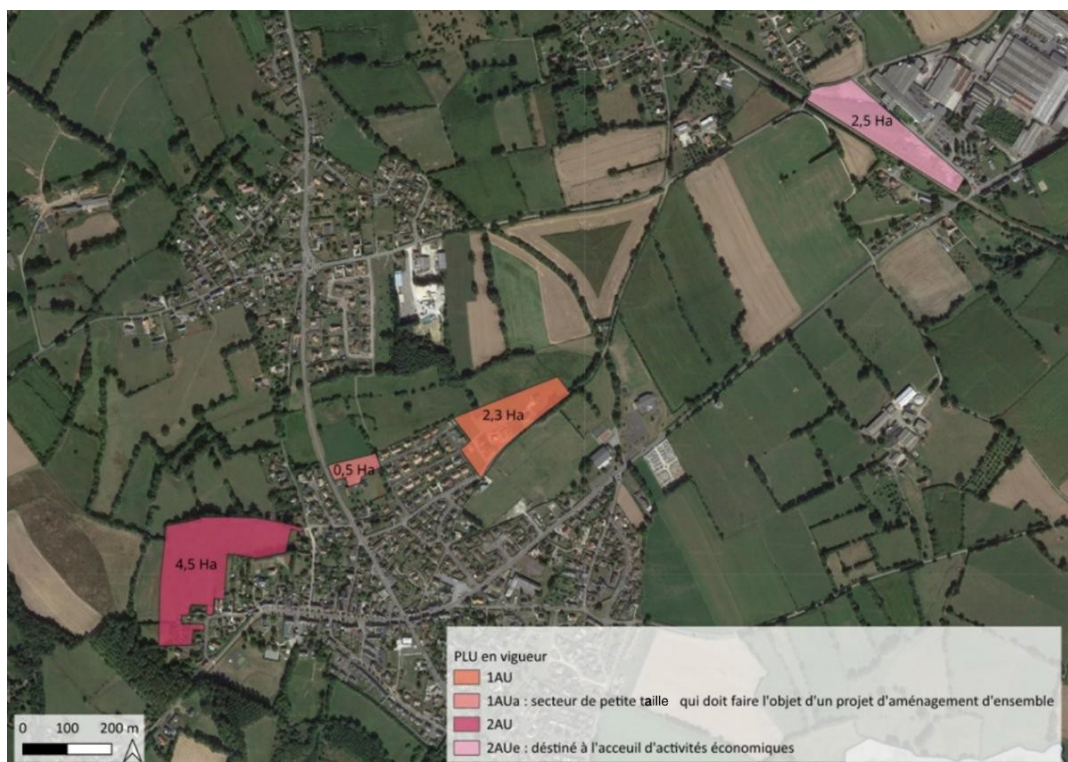 2,5 Ha
2,3 Ha
0,5 Ha
4,5 Ha
PLU en vigueur
1AU
1AUa : secteur de petite taille qui doit faire l'objet d'un projet d'aménagement d'ensemble
2AU
2AUe : déstiné à l'acceuil d'activités économiques
0 100 200 m